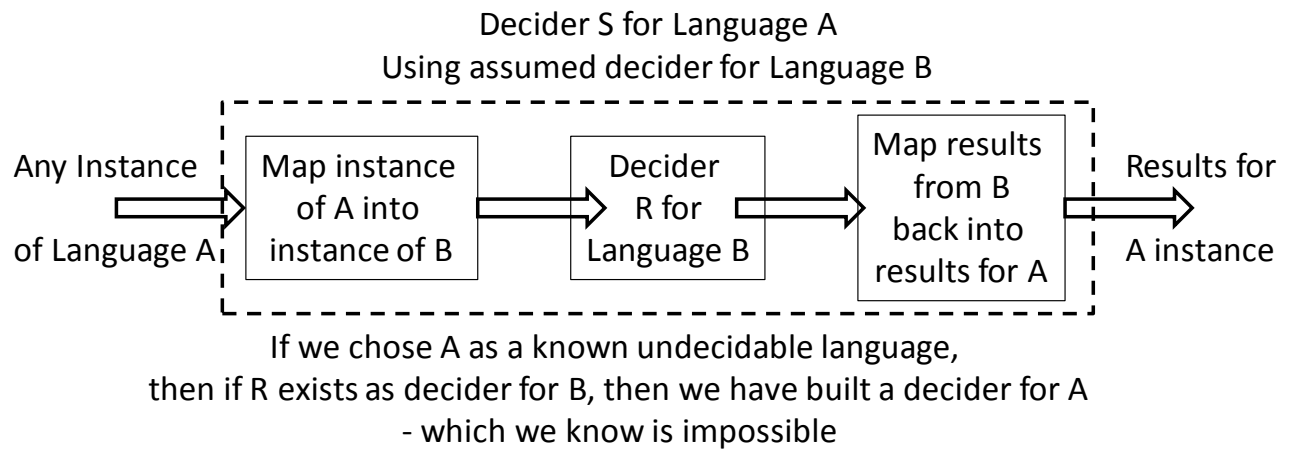 Decider S for Language A
Using assumed decider for Language B
Any Instance
of Language A
Map instance
of A into
instance of B
Decider
R for
Language B
Map results
from B
back into
results for A
Results for
A instance
If we chose A as a known undecidable language,
then if R exists as decider for B, then we have built a decider for A
- which we know is impossible